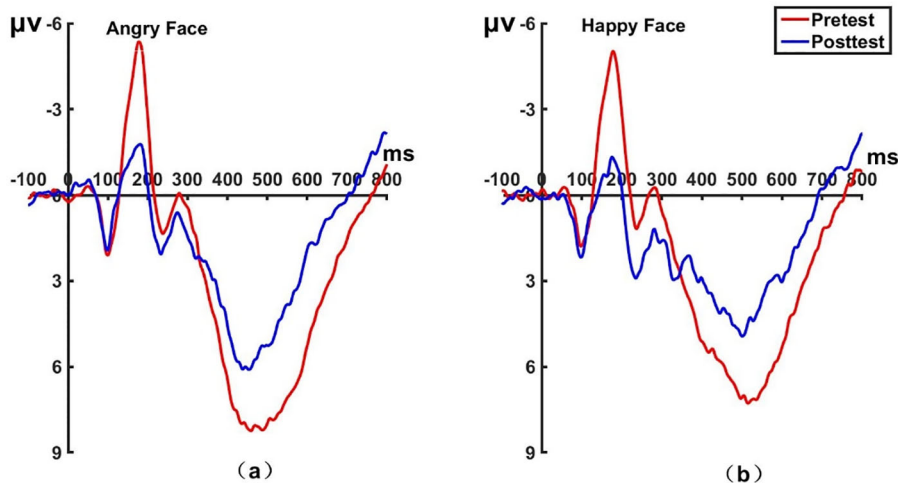 μv
-6
-3
0
3
6
9
Angry Face
-100 0 100 200 300 400 500 600 700 800
ms
（a）
μv
-6
-3
0
3
6
9
Happy Face
-100 0 100 200 300 400 500 600 700 800
ms
（b）
Pretest
Posttest